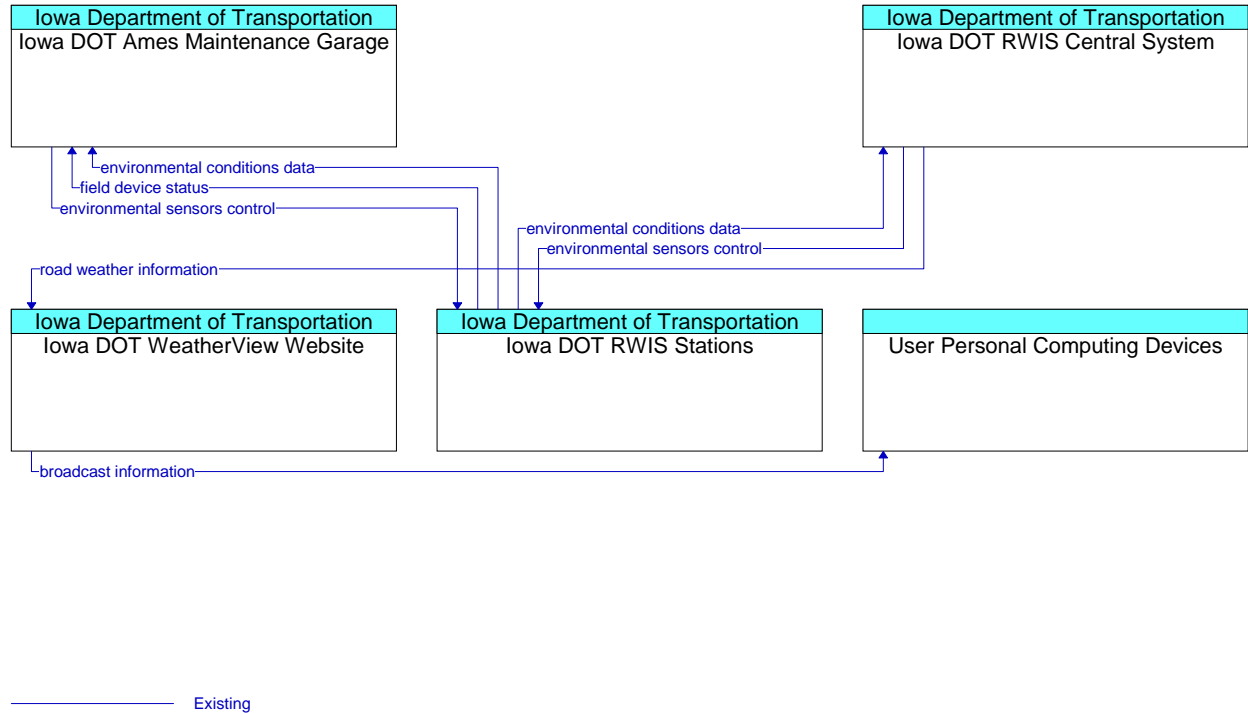 Iowa Department of Transportation
Iowa DOT Ames Maintenance Garage
Iowa Department of Transportation
Iowa DOT RWIS Central System
environmental conditions data
field device status
environmental sensors control
environmental conditions data
environmental sensors control
road weather information
Iowa Department of Transportation
Iowa DOT WeatherView Website
Iowa Department of Transportation
Iowa DOT RWIS Stations
User Personal Computing Devices
broadcast information
Existing